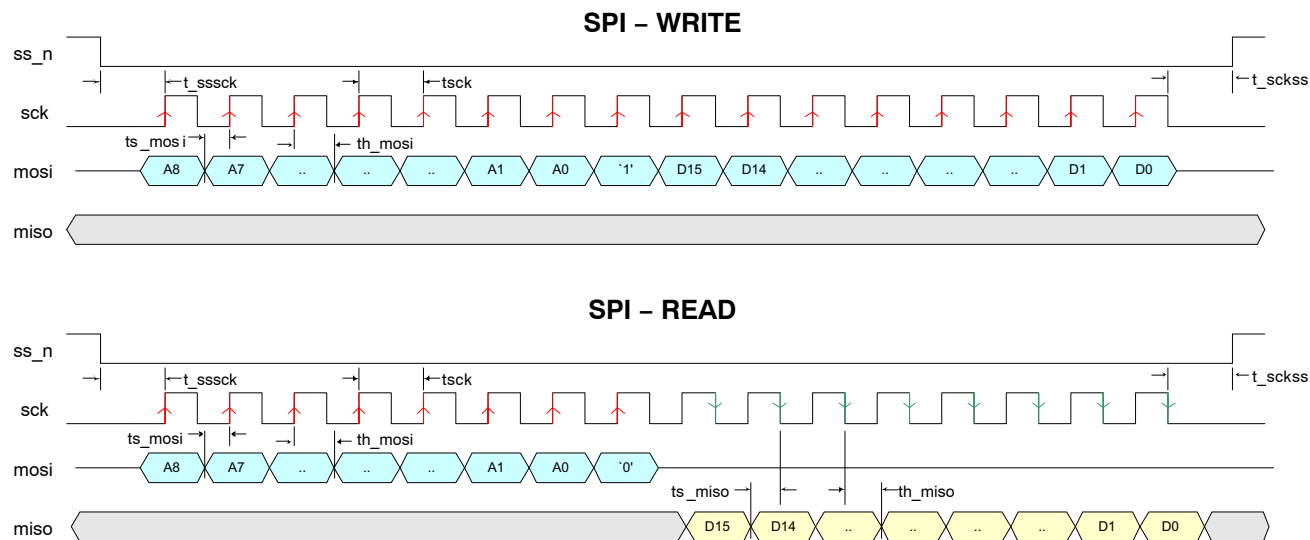 SPI – WRITE
ss_n
t_sssck tsck t_sckss
sck
ts_mosi th_mosi
mosi A8 A7 .. .. .. A1 A0 `1' D15 D14 .. .. .. .. D1 D0
miso
SPI – READ
ss_n
t_sssck tsck t_sckss
sck
ts_mosi th_mosi
mosi A8 A7 .. .. .. A1 A0 `0'
ts_miso th_miso
miso D15 D14 .. .. .. .. D1 D0